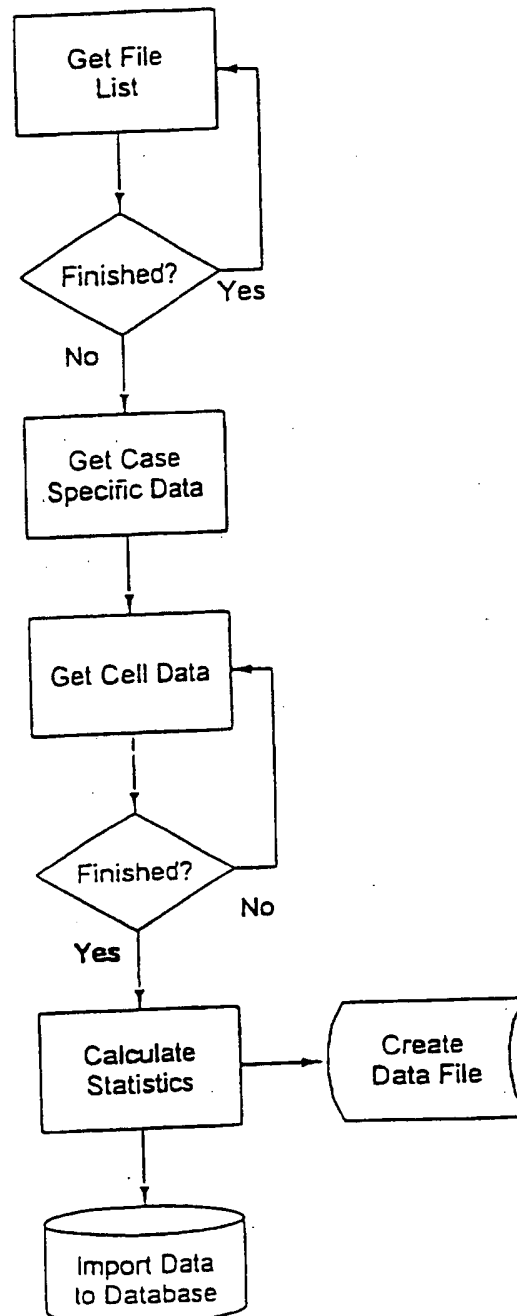 Get File
List
Finished?
Yes
No
Get Case
Specific Data
Get Cell Data
Finished?
No
Yes
Calculate
Statistics
Create
Data File
Import Data
to Database